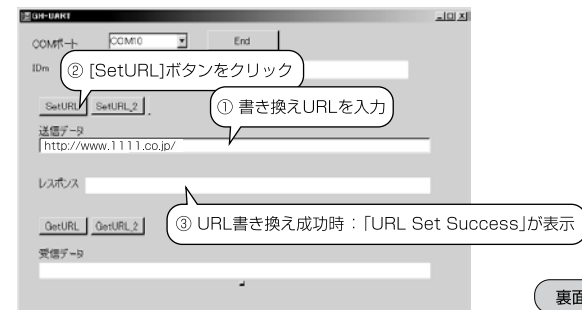 GH-UART
COMポート COM10 End
IDm
② [SetURL]ボタンをクリック
SetURL SetURL_2
① 書き換えURLを入力
送信データ
http://www.1111.co.jp/
レスポンス
GetURL GetURL_2
③ URL書き換え成功時：「URL Set Success」が表示
受信データ
裏面